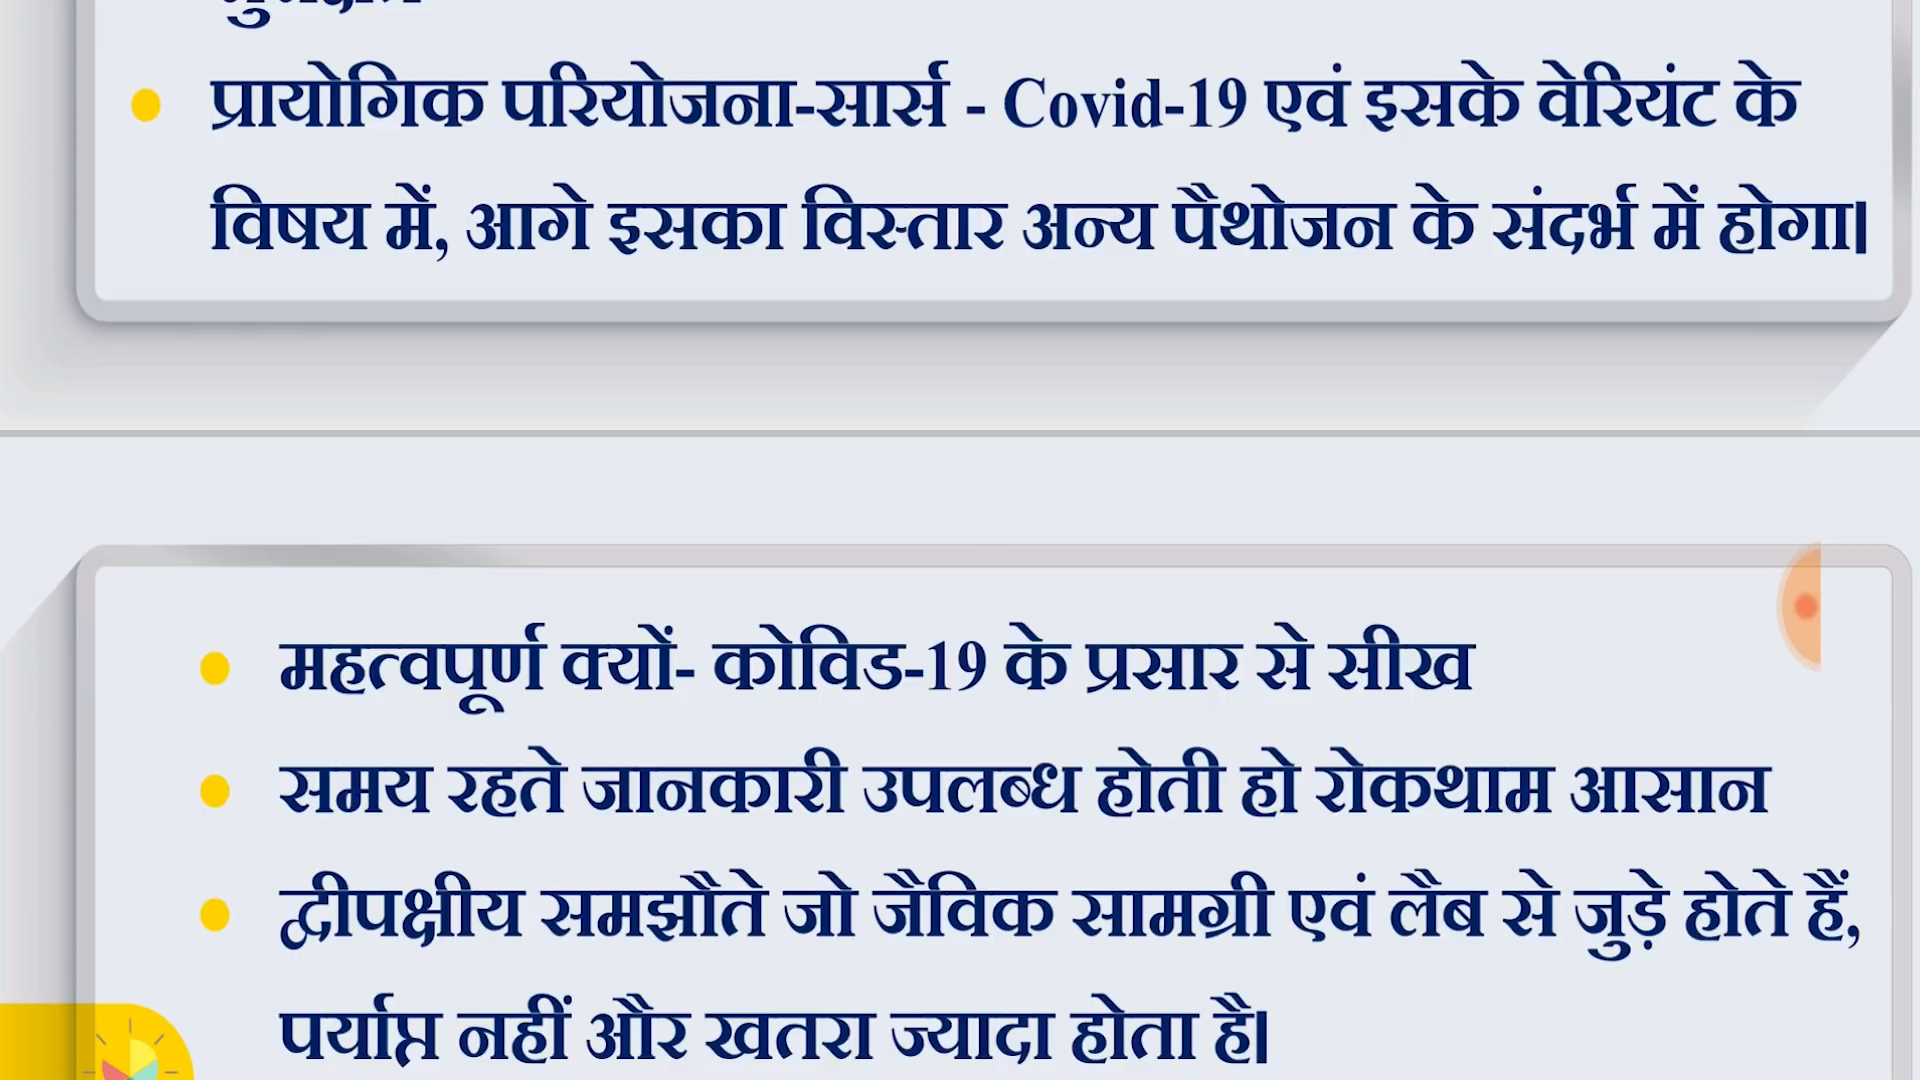 प्रायोगिक परियोजना-सार्स - Covid-19 एवं इसके वेरियंट के
विषय में, आगे इसका विस्तार अन्य पैथोजन के संदर्भ में होगा।
महत्वपूर्ण क्यों- कोविड-19 के प्रसार से सीख
समय रहते जानकारी उपलब्ध होती हो रोकथाम आसान
द्वीपक्षीय समझौते जो जैविक सामग्री एवं लैब से जुड़े होते हैं,
पर्याप्त नहीं और खतरा ज्यादा होता है।